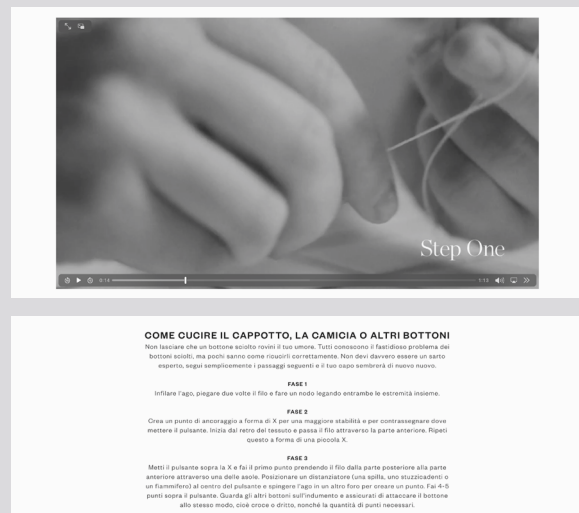 Step One
0:14
1:13
COME CUCIRE IL CAPPOTTO, LA CAMICIA O ALTRI BOTTONI
Non lasciare che un bottone sciolto rovini il tuo umore. Tutti conoscono il fastidioso problema dei
bottoni sciolti, ma pochi sanno come ricucirli correttamente. Non devi davvero essere un sarto
esperto, segui semplicemente i passaggi seguenti e il tuo capo sembrerà di nuovo nuovo.
FASE 1
Infilare l'ago, piegare due volte il filo e fare un nodo legando entrambe le estremità insieme.
FASE 2
Crea un punto di ancoraggio a forma di X per una maggiore stabilità e per contrassegnare dove
mettere il pulsante. Inizia dal retro del tessuto e passa il filo attraverso la parte anteriore. Ripeti
questo a forma di una piccola X.
FASE 3
Metti il pulsante sopra la X e fai il primo punto prendendo il filo dalla parte posteriore alla parte
anteriore attraverso una delle asole. Posizionare un distanziatore (una spilla, uno stuzzicadenti o
un fiammifero) al centro del pulsante e spingere l'ago in un altro foro per creare un punto. Fai 4-5
punti sopra il pulsante. Guarda gli altri bottoni sull'indumento e assicurati di attaccare il bottone
allo stesso modo, cioè croce o dritto, nonché la quantità di punti necessari.